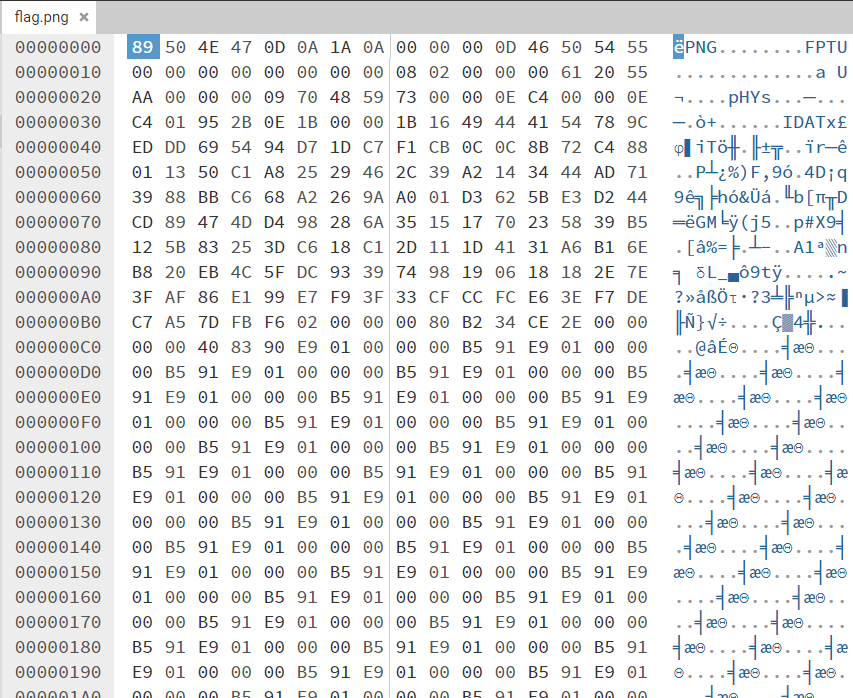 flag.png ×
00000000 89 50 4E 47 0D 0A 1A 0A 00 00 00 0D 46 50 54 55 ëPNG........FPTU
00000010 00 00 00 00 00 00 00 00 08 02 00 00 00 61 20 55 .............a U
00000020 AA 00 00 00 09 70 48 59 73 00 00 0E C4 00 00 0E ¬....pHYs...─...
00000030 C4 01 95 2B 0E 1B 00 00 1B 16 49 44 41 54 78 9C ─.ò+......IDATx£
00000040 ED DD 69 54 94 D7 1D C7 F1 CB 0C 0C 8B 72 C4 88 φ▌iTö╫.╟±╦..ïr─ê
00000050 01 13 50 C1 A8 25 29 46 2C 39 A2 14 34 44 AD 71 ..P┴¿%)F,9ó.4D¡q
00000060 39 88 BB C6 68 A2 26 9A A0 01 D3 62 5B E3 D2 44 9ê╗╞hó&Üá.╙b[π╥D
00000070 CD 89 47 4D D4 98 28 6A 35 15 17 70 23 58 39 B5 ═ëGM╘ÿ(j5..p#X9╡
00000080 12 5B 83 25 3D C6 18 C1 2D 11 1D 41 31 A6 B1 6E .[â%=╞.┴-..A1ª▒n
00000090 B8 20 EB 4C 5F DC 93 39 74 98 19 06 18 18 2E 7E ╕ δL_▄ô9tÿ.....~
000000A0 3F AF 86 E1 99 E7 F9 3F 33 CF CC FC E6 3E F7 DE ?»åßÖτ∙?3╧╠ⁿµ>≈▐
000000B0 C7 A5 7D FB F6 02 00 00 00 80 B2 34 CE 2E 00 00 ╟Ñ}√÷....Ç▓4╬...
000000C0 00 00 40 83 90 E9 01 00 00 00 B5 91 E9 01 00 00 ..@âÉΘ....╡æΘ...
000000D0 00 B5 91 E9 01 00 00 00 B5 91 E9 01 00 00 00 B5 .╡æΘ....╡æΘ....╡
000000E0 91 E9 01 00 00 00 B5 91 E9 01 00 00 00 B5 91 E9 æΘ....╡æΘ....╡æΘ
000000F0 01 00 00 00 B5 91 E9 01 00 00 00 B5 91 E9 01 00 ....╡æΘ....╡æΘ..
00000100 00 00 B5 91 E9 01 00 00 00 B5 91 E9 01 00 00 00 ..╡æΘ....╡æΘ....
00000110 B5 91 E9 01 00 00 00 B5 91 E9 01 00 00 00 B5 91 ╡æΘ....╡æΘ....╡æ
00000120 E9 01 00 00 00 B5 91 E9 01 00 00 00 B5 91 E9 01 Θ....╡æΘ....╡æΘ.
00000130 00 00 00 B5 91 E9 01 00 00 00 B5 91 E9 01 00 00 ...╡æΘ....╡æΘ...
00000140 00 B5 91 E9 01 00 00 00 B5 91 E9 01 00 00 00 B5 .╡æΘ....╡æΘ....╡
00000150 91 E9 01 00 00 00 B5 91 E9 01 00 00 00 B5 91 E9 æΘ....╡æΘ....╡æΘ
00000160 01 00 00 00 B5 91 E9 01 00 00 00 B5 91 E9 01 00 ....╡æΘ....╡æΘ..
00000170 00 00 B5 91 E9 01 00 00 00 B5 91 E9 01 00 00 00 ..╡æΘ....╡æΘ....
00000180 B5 91 E9 01 00 00 00 B5 91 E9 01 00 00 00 B5 91 ╡æΘ....╡æΘ....╡æ
00000190 E9 01 00 00 00 B5 91 E9 01 00 00 00 B5 91 E9 01 Θ....╡æΘ....╡æΘ.
000001A0 00 00 00 B5 91 E9 01 00 00 00 B5 91 E9 01 00 00 ...╡æΘ....╡æΘ...